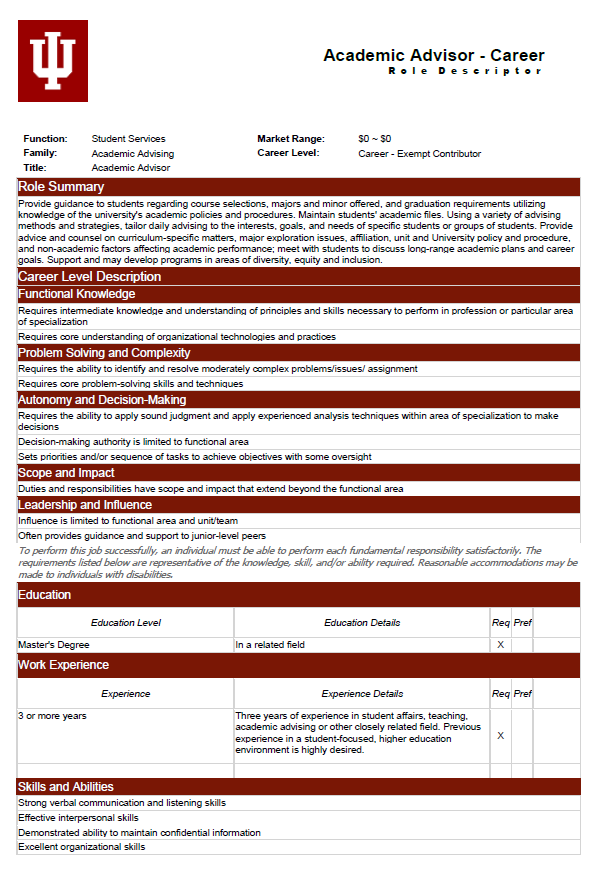 Academic Advisor - Career
Role Descriptor
Function: Student Services Market Range: $0 ~ $0
Family: Academic Advising Career Level: Career - Exempt Contributor
Title: Academic Advisor
Role Summary
Provide guidance to students regarding course selections, majors and minor offered, and graduation requirements utilizing
knowledge of the university's academic policies and procedures. Maintain students' academic files. Using a variety of advising
methods and strategies, tailor daily advising to the interests, goals, and needs of specific students or groups of students. Provide
advice and counsel on curriculum-specific matters, major exploration issues, affiliation, unit and University policy and procedure,
and non-academic factors affecting academic performance; meet with students to discuss long-range academic plans and career
goals. Support and may develop programs in areas of diversity, equity and inclusion.
Career Level Description
Functional Knowledge
Requires intermediate knowledge and understanding of principles and skills necessary to perform in profession or particular area
of specialization
Requires core understanding of organizational technologies and practices
Problem Solving and Complexity
Requires the ability to identify and resolve moderately complex problems/issues/ assignment
Requires core problem-solving skills and techniques
Autonomy and Decision-Making
Requires the ability to apply sound judgment and apply experienced analysis techniques within area of specialization to make
decisions
Decision-making authority is limited to functional area
Sets priorities and/or sequence of tasks to achieve objectives with some oversight
Scope and Impact
Duties and responsibilities have scope and impact that extend beyond the functional area
Leadership and Influence
Influence is limited to functional area and unit/team
Often provides guidance and support to junior-level peers
To perform this job successfully, an individual must be able to perform each fundamental responsibility satisfactorily. The
requirements listed below are representative of the knowledge, skill, and/or ability required. Reasonable accommodations may be
made to individuals with disabilities.
Education
Education Level Education Details Req Pref
Master's Degree In a related field X
Work Experience
Experience Experience Details Req Pref
3 or more years Three years of experience in student affairs, teaching,
academic advising or other closely related field. Previous
experience in a student-focused, higher education X
environment is highly desired.
Skills and Abilities
Strong verbal communication and listening skills
Effective interpersonal skills
Demonstrated ability to maintain confidential information
Excellent organizational skills